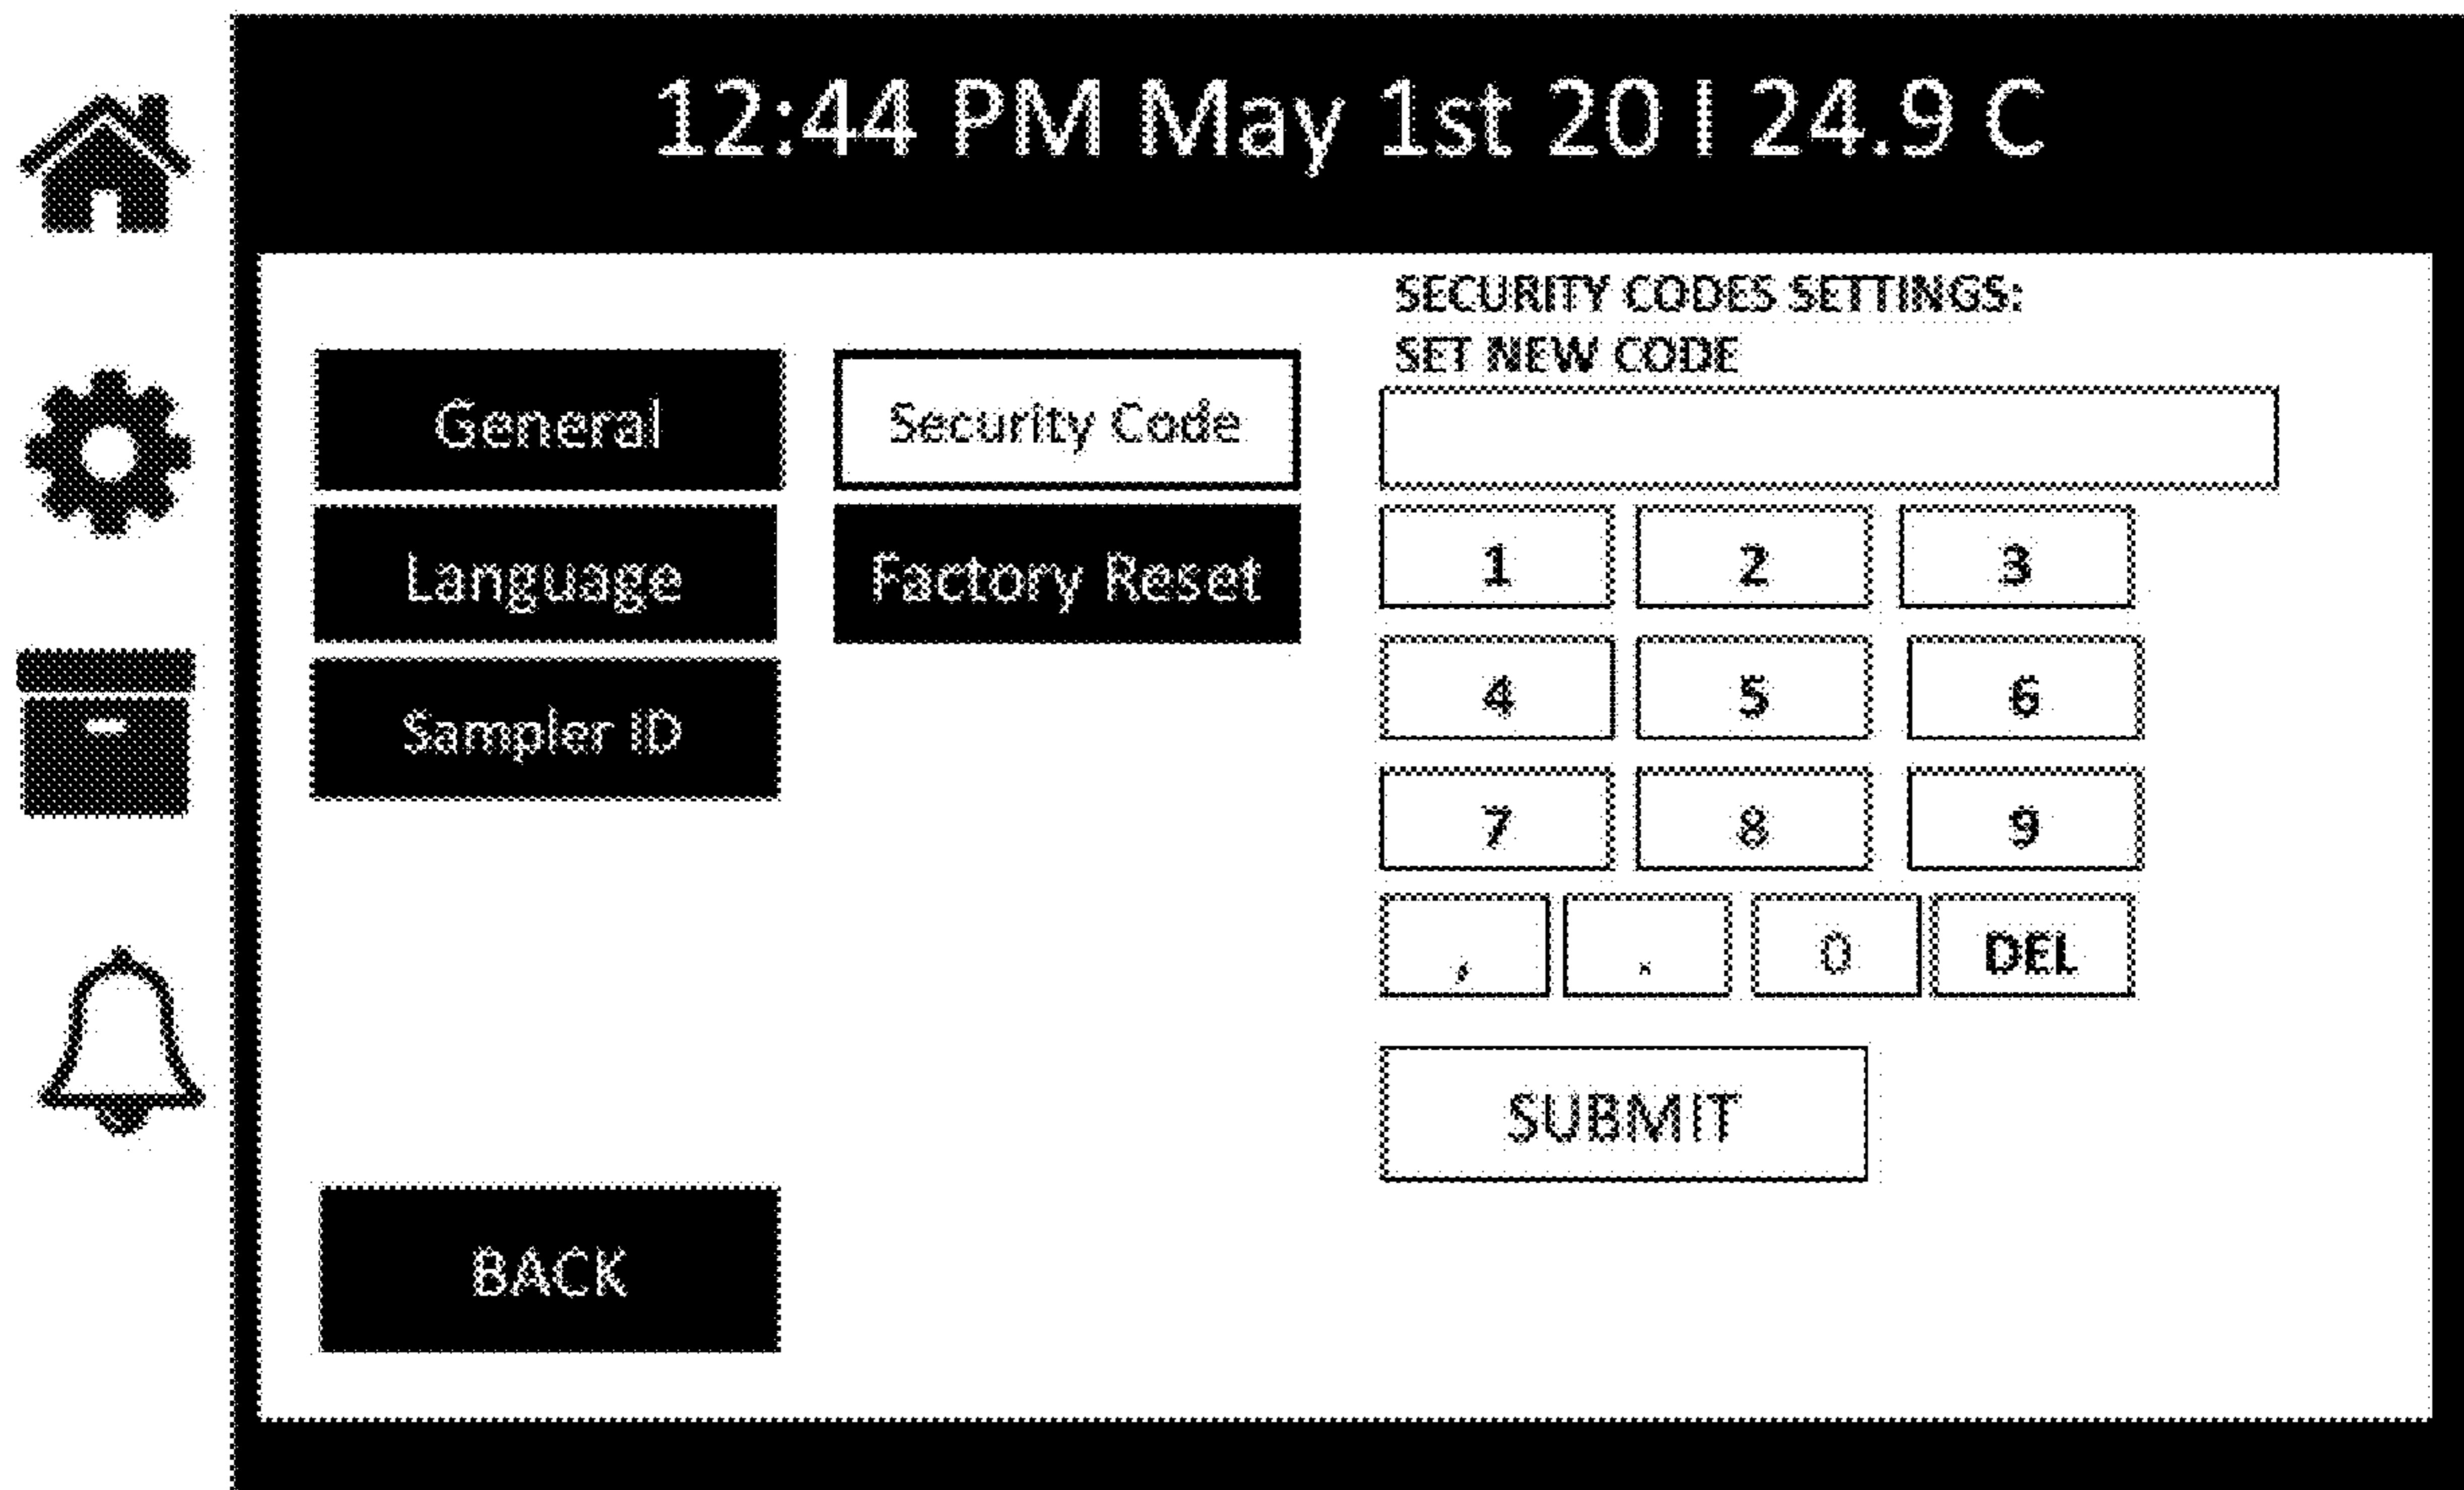 12:44 PM May 1st 20 I 24.9 C
General
Security Code
Language
Factory Reset
Sampler ID
BACK
SECURITY CODES SETTINGS:
SET NEW CODE
1 2 3
4 5 6
7 8 9
, . 0 DEL
SUBMIT